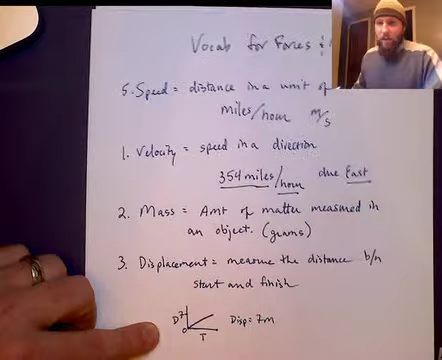 Vocab for Forces &
5. Speed = distance in a unit of
miles/hour m/s
1. Velocity = speed in a direction
354 miles/hour due East
2. Mass = Amt of matter measured in
an object. (grams)
3. Displacement = measure the distance b/n
start and finish
D 7 Disp = 7m
0
T